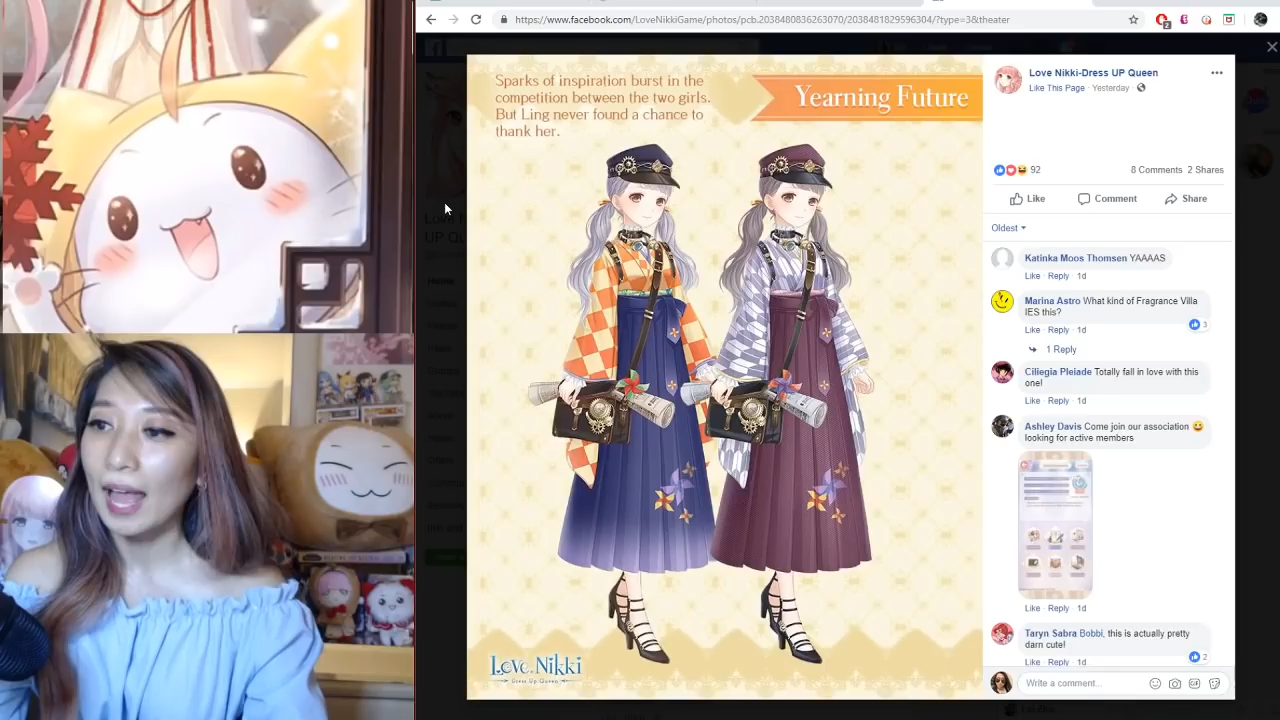 https://www.facebook.com/LoveNikkiGame/photos/pcb.2038480836263070/2038481829596304/?type=3&theater
Sparks of inspiration burst in the
competition between the two girls.
But Ling never found a chance to
thank her.
Yearning Future
Love Nikki
Dress Up Queen
Love Nikki-Dress UP Queen
Like This Page · Yesterday ·
92
8 Comments 2 Shares
Like
Comment
Share
Oldest
Katinka Moos Thomsen YAAAAS
Like · Reply · 1d
Marina Astro What kind of Fragrance Villa
IES this?
3
Like · Reply · 1d
1 Reply
Ciliegia Pleiade Totally fall in love with this
one!
Like · Reply · 1d
Ashley Davis Come join our association 😀
looking for active members
Like · Reply · 1d
Taryn Sabra Bobbi, this is actually pretty
darn cute!
2
Like · Reply · 1d
Write a comment...
Home